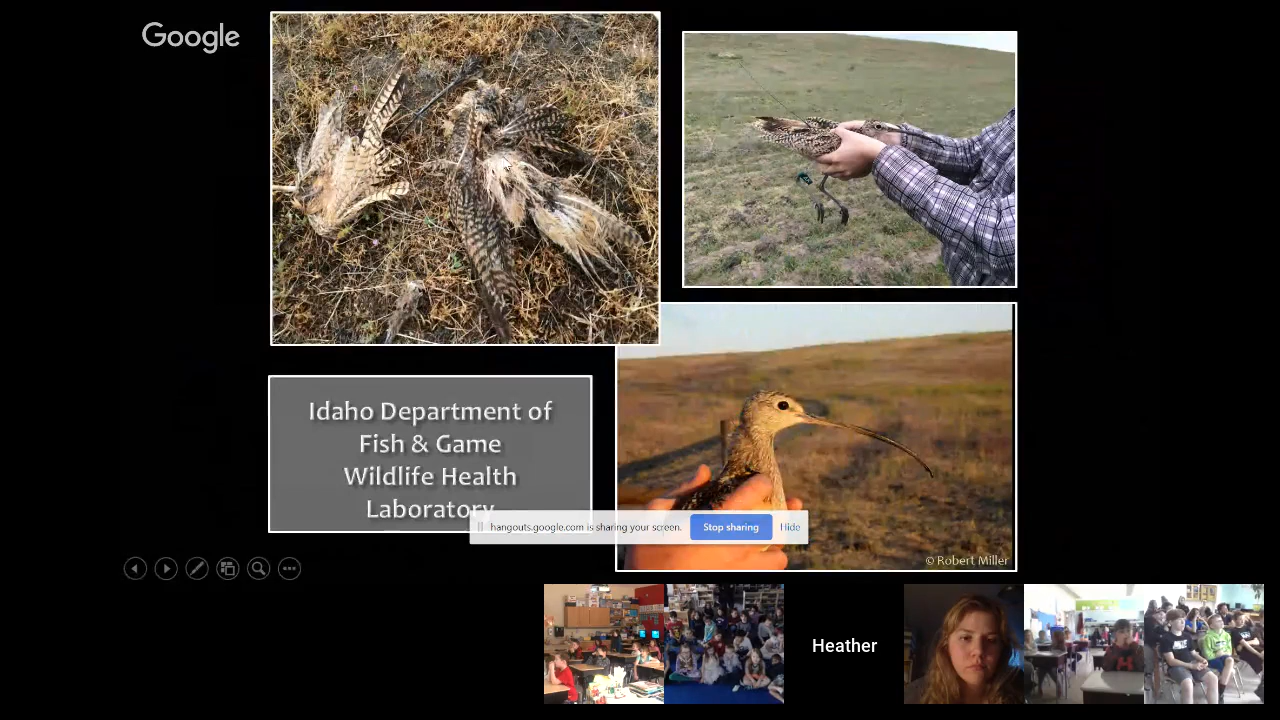 Google
Idaho Department of
Fish & Game
Wildlife Health
Laboratory
hangouts.google.com is sharing your screen.
Stop sharing
Hide
© Robert Miller
Heather